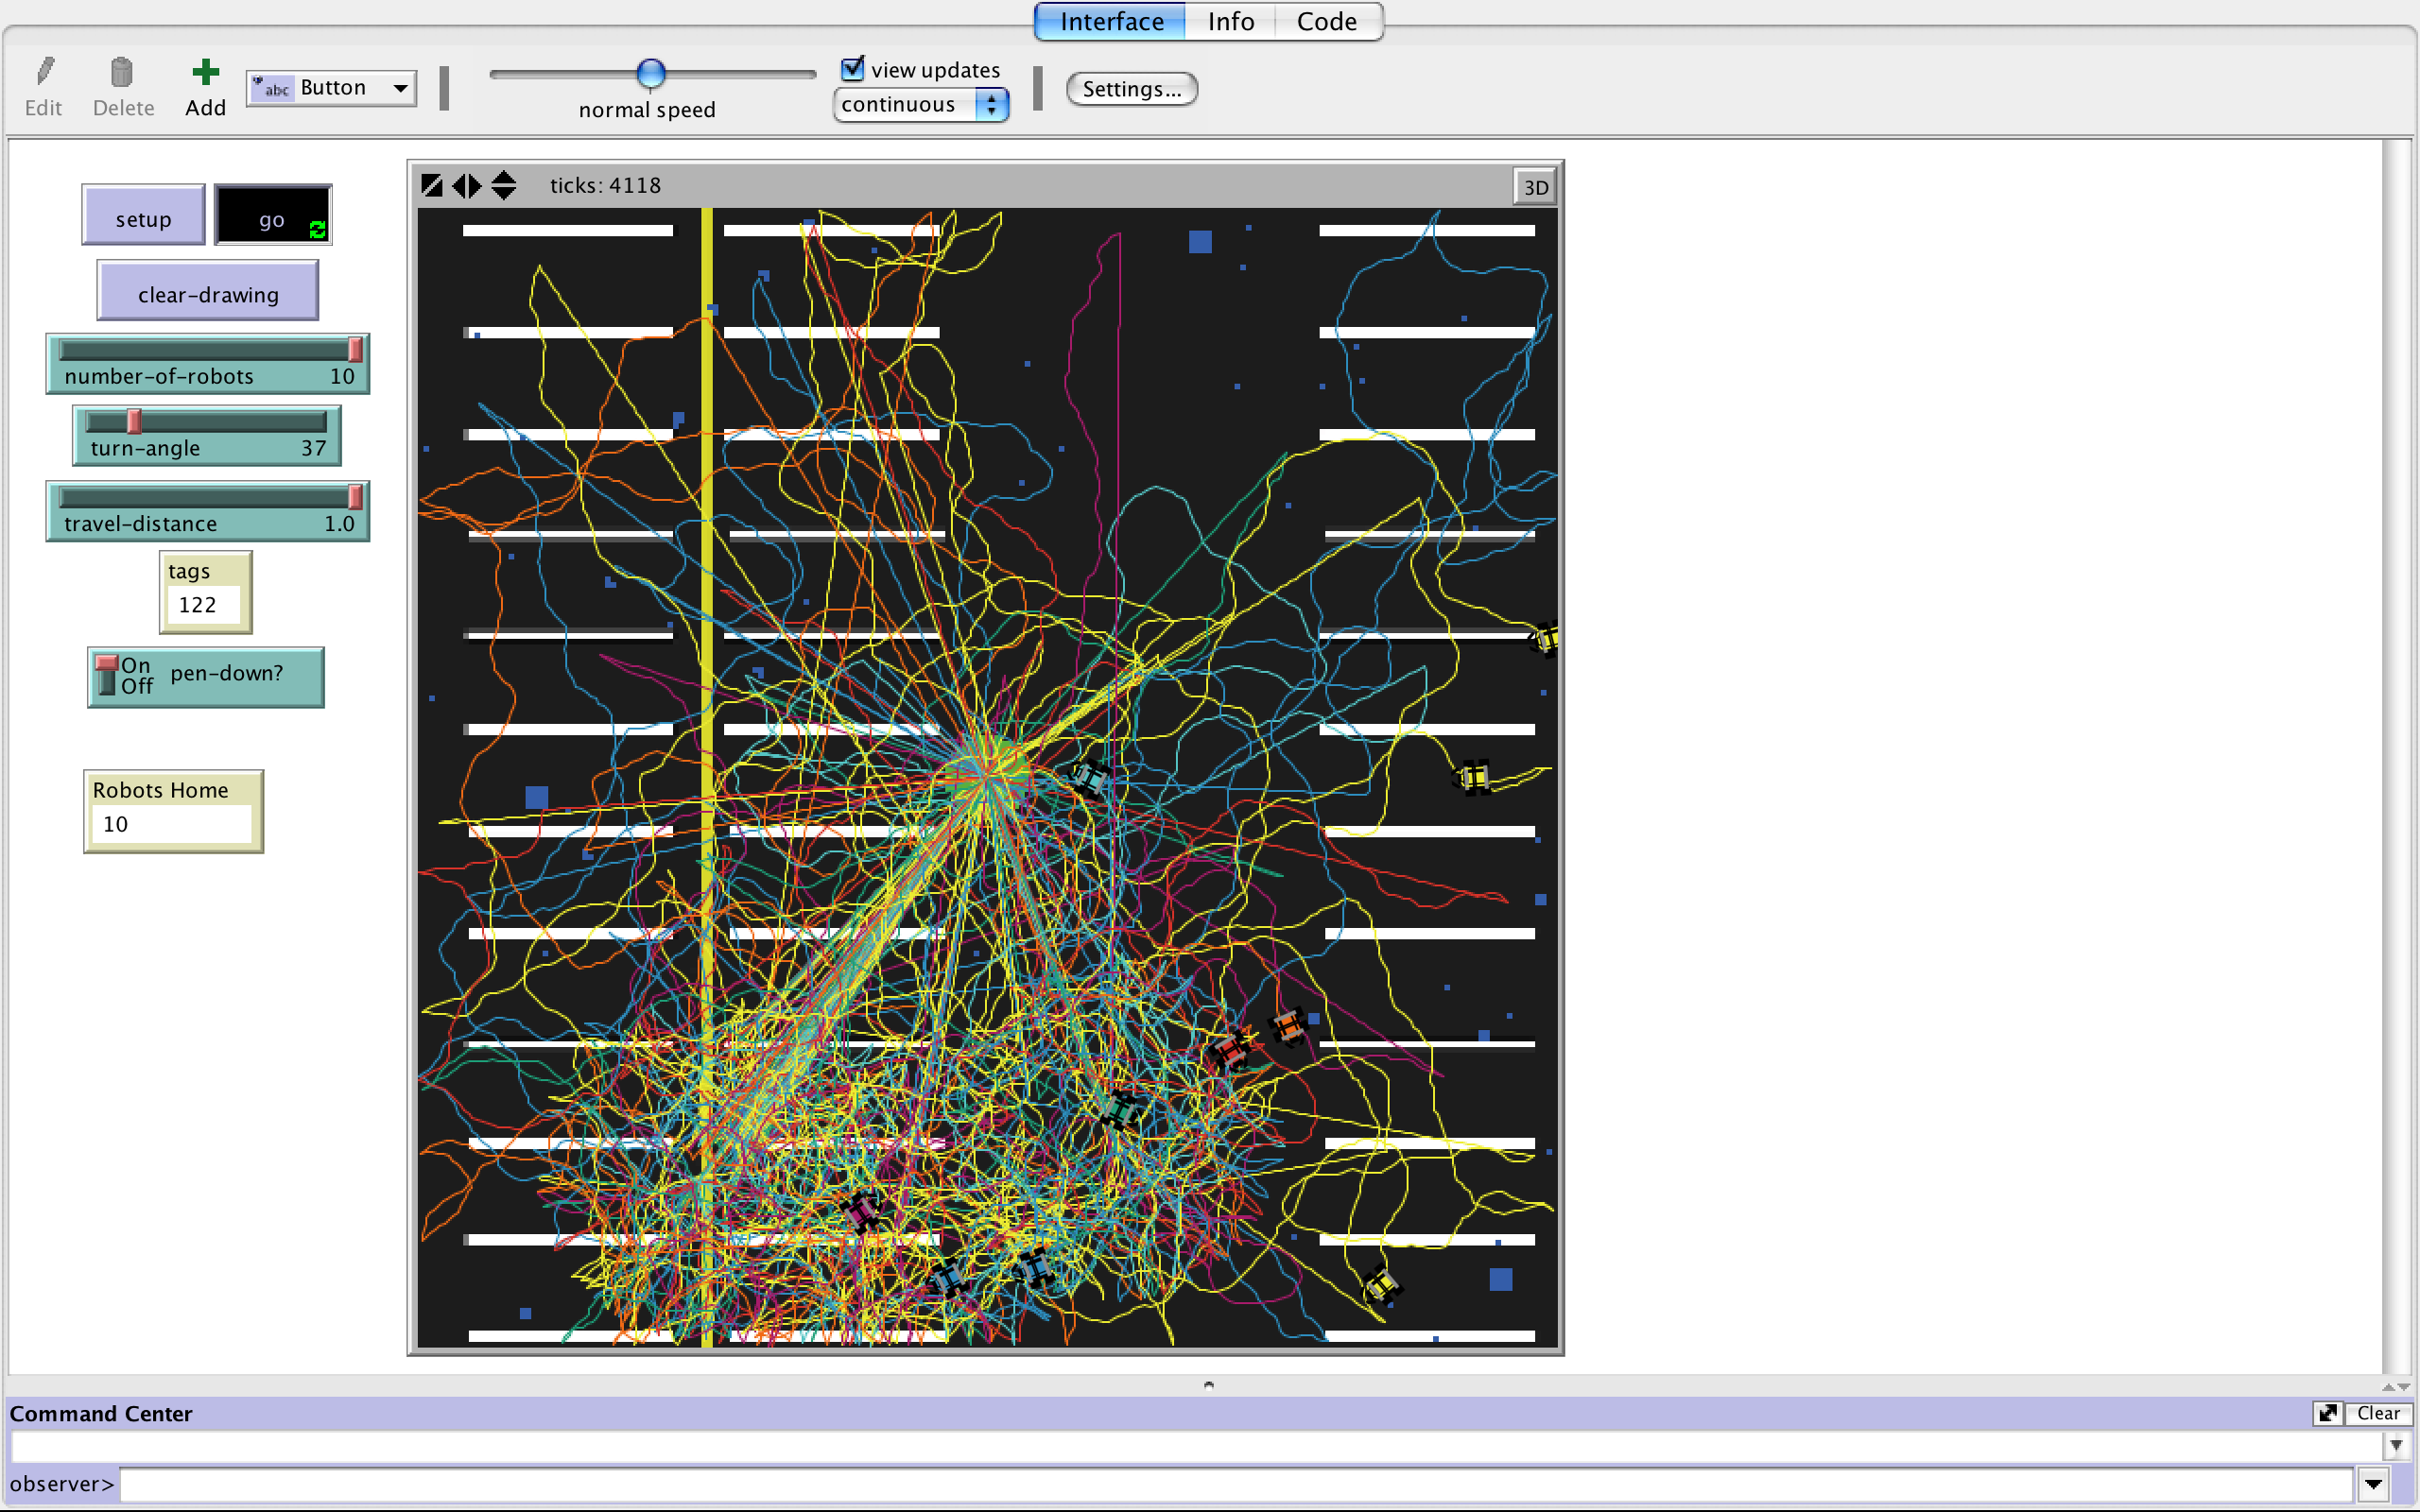 Interface Info Code
Edit Delete Add abc Button
normal speed
view updates
continuous
Settings...
ticks: 4118
3D
setup
go
clear-drawing
number-of-robots 10
turn-angle 37
travel-distance 1.0
tags
122
On
Off
pen-down?
Robots Home
10
Command Center
Clear
observer>